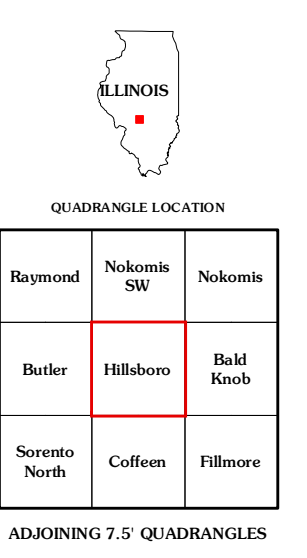 ILLINOIS
QUADRANGLE LOCATION
Raymond
Nokomis
SW
Nokomis
Butler
Hillsboro
Bald
Knob
Sorento
North
Coffeen
Fillmore
ADJOINING 7.5' QUADRANGLES